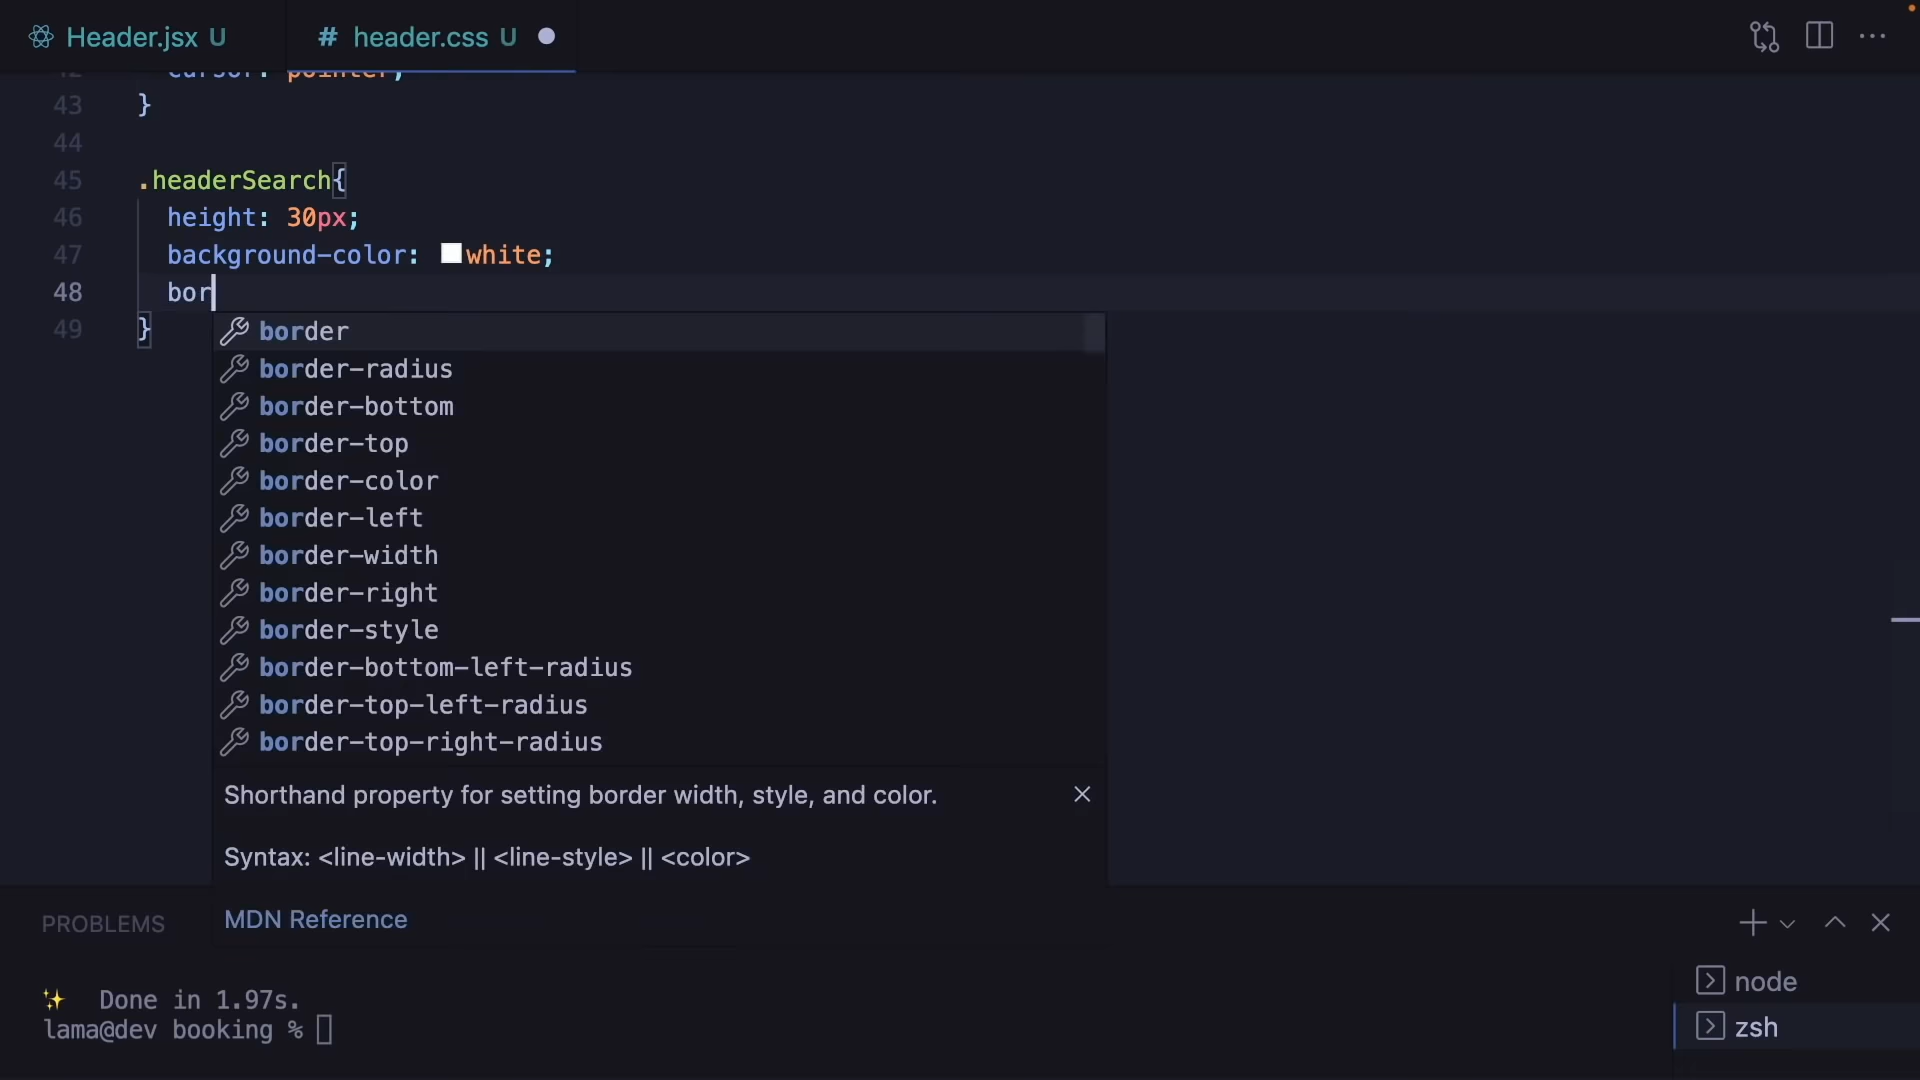 Header.jsx U
# header.css U
42 cursor: pointer;
43 }
44
45 .headerSearch{
46 height: 30px;
47 background-color: white;
48 bor
49 }
border
border-radius
border-bottom
border-top
border-color
border-left
border-width
border-right
border-style
border-bottom-left-radius
border-top-left-radius
border-top-right-radius
Shorthand property for setting border width, style, and color.
Syntax: <line-width> || <line-style> || <color>
MDN Reference
PROBLEMS
✨ Done in 1.97s.
lama@dev booking %
node
zsh